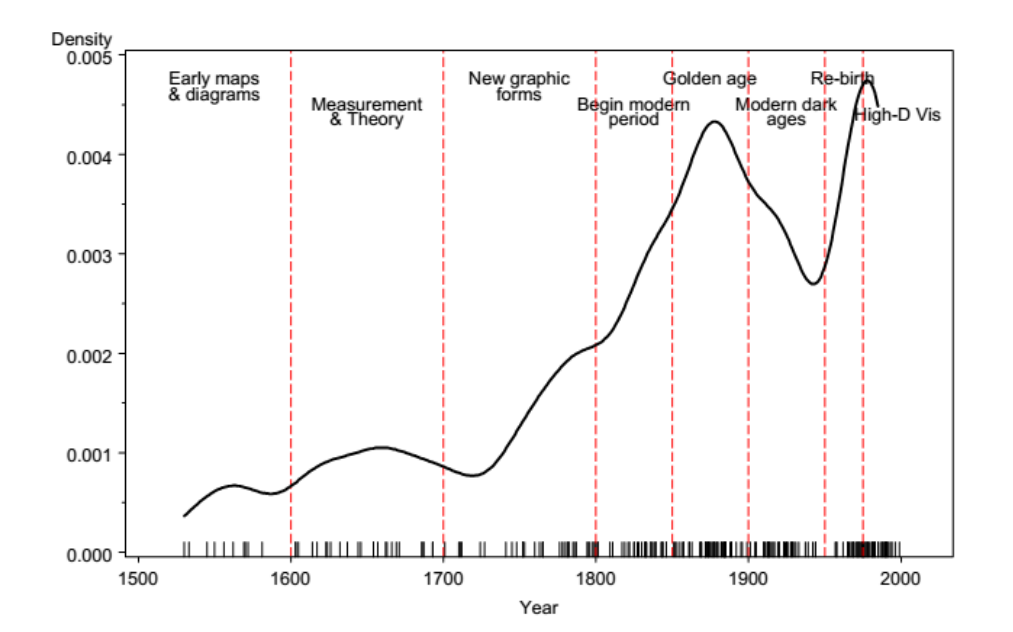 Density
0.005
Early maps
& diagrams
Measurement
& Theory
New graphic
forms
Begin modern
period
Golden age
Modern dark
ages
Re-birth
High-D Vis
0.004
0.003
0.002
0.001
0.000
1500 1600 1700 1800 1900 2000
Year